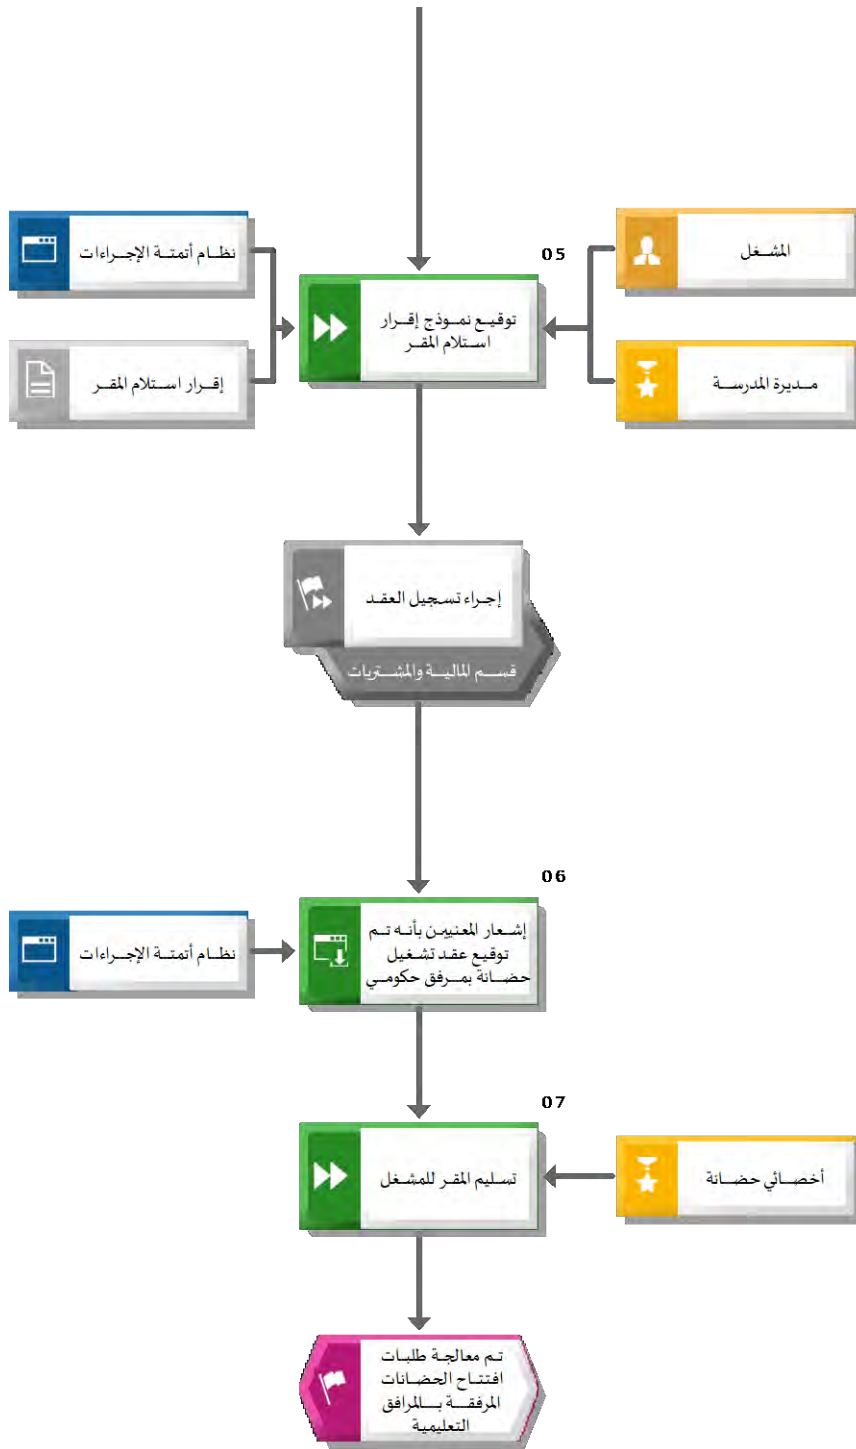 05
المشغل
نظام أتمتة الإجراءات
توقيع نموذج إقرار
استلام المقر
مديرة المدرسة
إقرار استلام المقر
إجراء تسجيل العقد
قسم المالية والمشتريات
06
إشعار المعنيين بأنه تم
توقيع عقد تشغيل
حضانة بمرفق حكومي
نظام أتمتة الإجراءات
07
أخصائي حضانة
تسليم المقر للمشغل
تم معالجة طلبات
افتتاح الحضانات
المرفقة بالمرافق
التعليمية